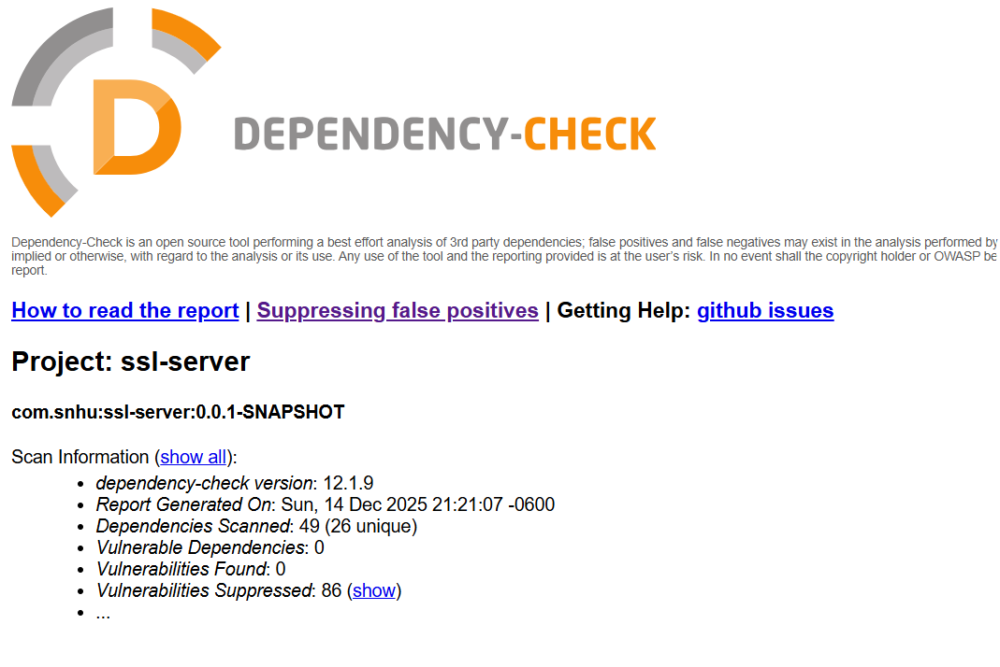 D
DEPENDENCY-CHECK
Dependency-Check is an open source tool performing a best effort analysis of 3rd party dependencies; false positives and false negatives may exist in the analysis performed by
implied or otherwise, with regard to the analysis or its use. Any use of the tool and the reporting provided is at the user's risk. In no event shall the copyright holder or OWASP be
report.
How to read the report | Suppressing false positives | Getting Help: github issues
Project: ssl-server
com.snhu:ssl-server:0.0.1-SNAPSHOT
Scan Information (show all):
• dependency-check version: 12.1.9
• Report Generated On: Sun, 14 Dec 2025 21:21:07 -0600
• Dependencies Scanned: 49 (26 unique)
• Vulnerable Dependencies: 0
• Vulnerabilities Found: 0
• Vulnerabilities Suppressed: 86 (show)
• ...